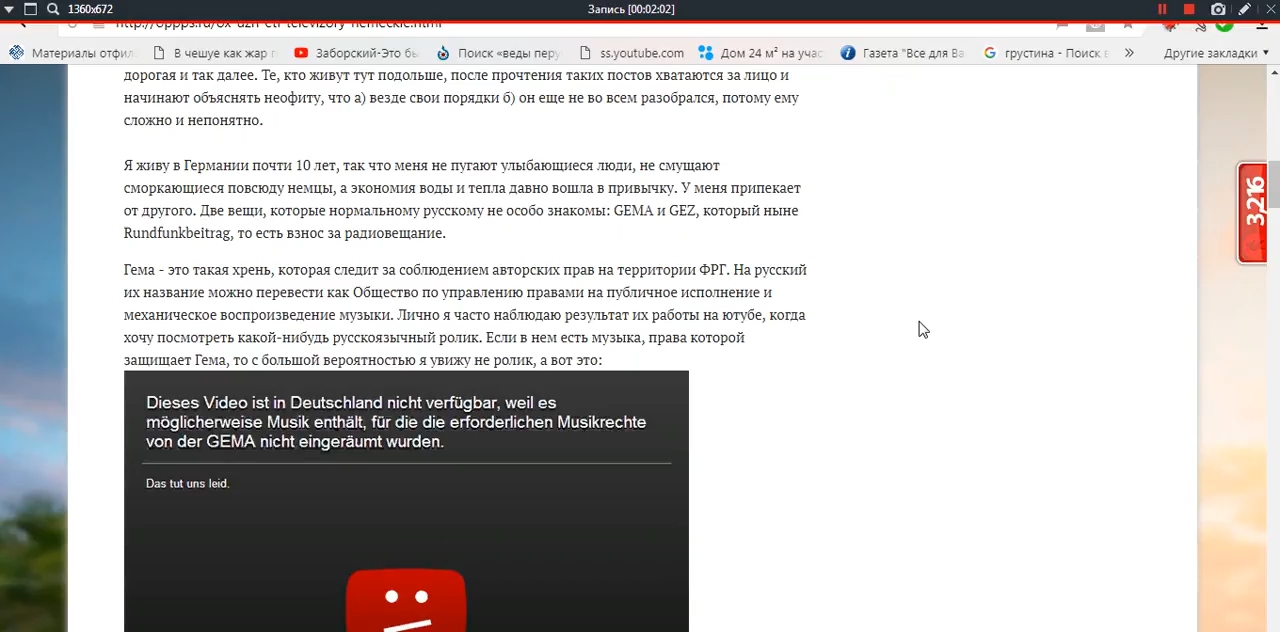 1360x672
Запись [00:02:02]
Материалы отфил
В чешуе как жар г
Заборский-Это бы
Поиск «веды перу
ss.youtube.com
Дом 24 м² на учас
Газета "Все для Ва
грустина - Поиск в
»
Другие закладки
дорогая и так далее. Те, кто живут тут подольше, после прочтения таких постов хватаются за лицо и
начинают объяснять неофиту, что а) везде свои порядки б) он еще не во всем разобрался, потому ему
сложно и непонятно.
Я живу в Германии почти 10 лет, так что меня не пугают улыбающиеся люди, не смущают
сморкающиеся повсюду немцы, а экономия воды и тепла давно вошла в привычку. У меня припекает
от другого. Две вещи, которые нормальному русскому не особо знакомы: GEMA и GEZ, который ныне
Rundfunkbeitrag, то есть взнос за радиовещание.
3,216
Гема - это такая хрень, которая следит за соблюдением авторских прав на территории ФРГ. На русский
их название можно перевести как Общество по управлению правами на публичное исполнение и
механическое воспроизведение музыки. Лично я часто наблюдаю результат их работы на ютубе, когда
хочу посмотреть какой-нибудь русскоязычный ролик. Если в нем есть музыка, права которой
защищает Гема, то с большой вероятностью я увижу не ролик, а вот это:
Dieses Video ist in Deutschland nicht verfügbar, weil es
möglicherweise Musik enthält, für die die erforderlichen Musikrechte
von der GEMA nicht eingeräumt wurden.
Das tut uns leid.